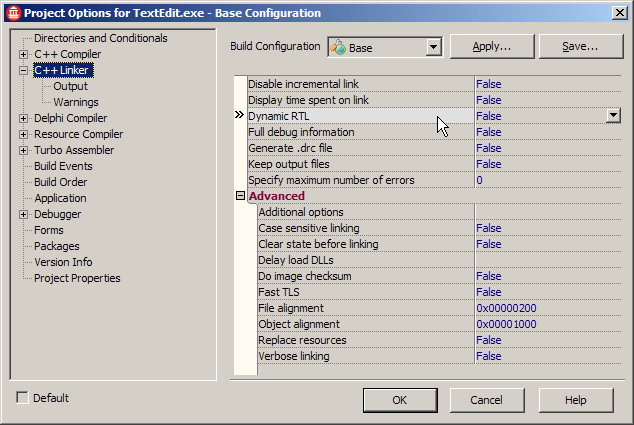 Project Options for TextEdit.exe - Base Configuration
Directories and Conditionals
C++ Compiler
C++ Linker
Output
Warnings
Delphi Compiler
Resource Compiler
Turbo Assembler
Build Events
Build Order
Application
Debugger
Forms
Packages
Version Info
Project Properties
Build Configuration Base Apply... Save...
Disable incremental link False
Display time spent on link False
Dynamic RTL False
Full debug information False
Generate .drc file False
Keep output files False
Specify maximum number of errors 0
Advanced
Additional options
Case sensitive linking False
Clear state before linking False
Delay load DLLs
Do image checksum False
Fast TLS False
File alignment 0x00000200
Object alignment 0x00001000
Replace resources False
Verbose linking False
Default OK Cancel Help